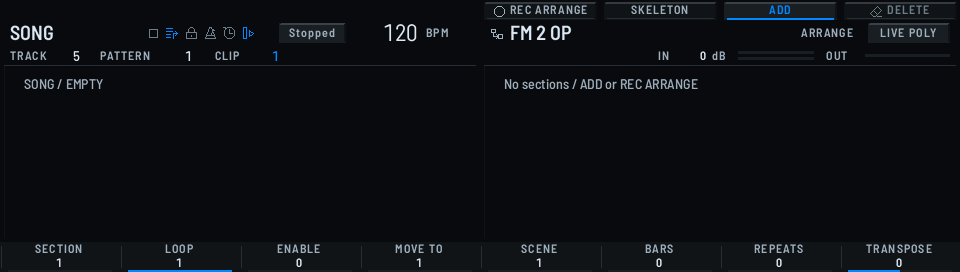 REC ARRANGE SKELETON ADD DELETE
SONG Stopped 120 BPM FM 2 OP ARRANGE LIVE POLY
TRACK 5 PATTERN 1 CLIP 1 IN 0 dB OUT
SONG / EMPTY
No sections / ADD or REC ARRANGE
SECTION LOOP ENABLE MOVE TO SCENE BARS REPEATS TRANSPOSE
1 1 0 1 1 0 0 0